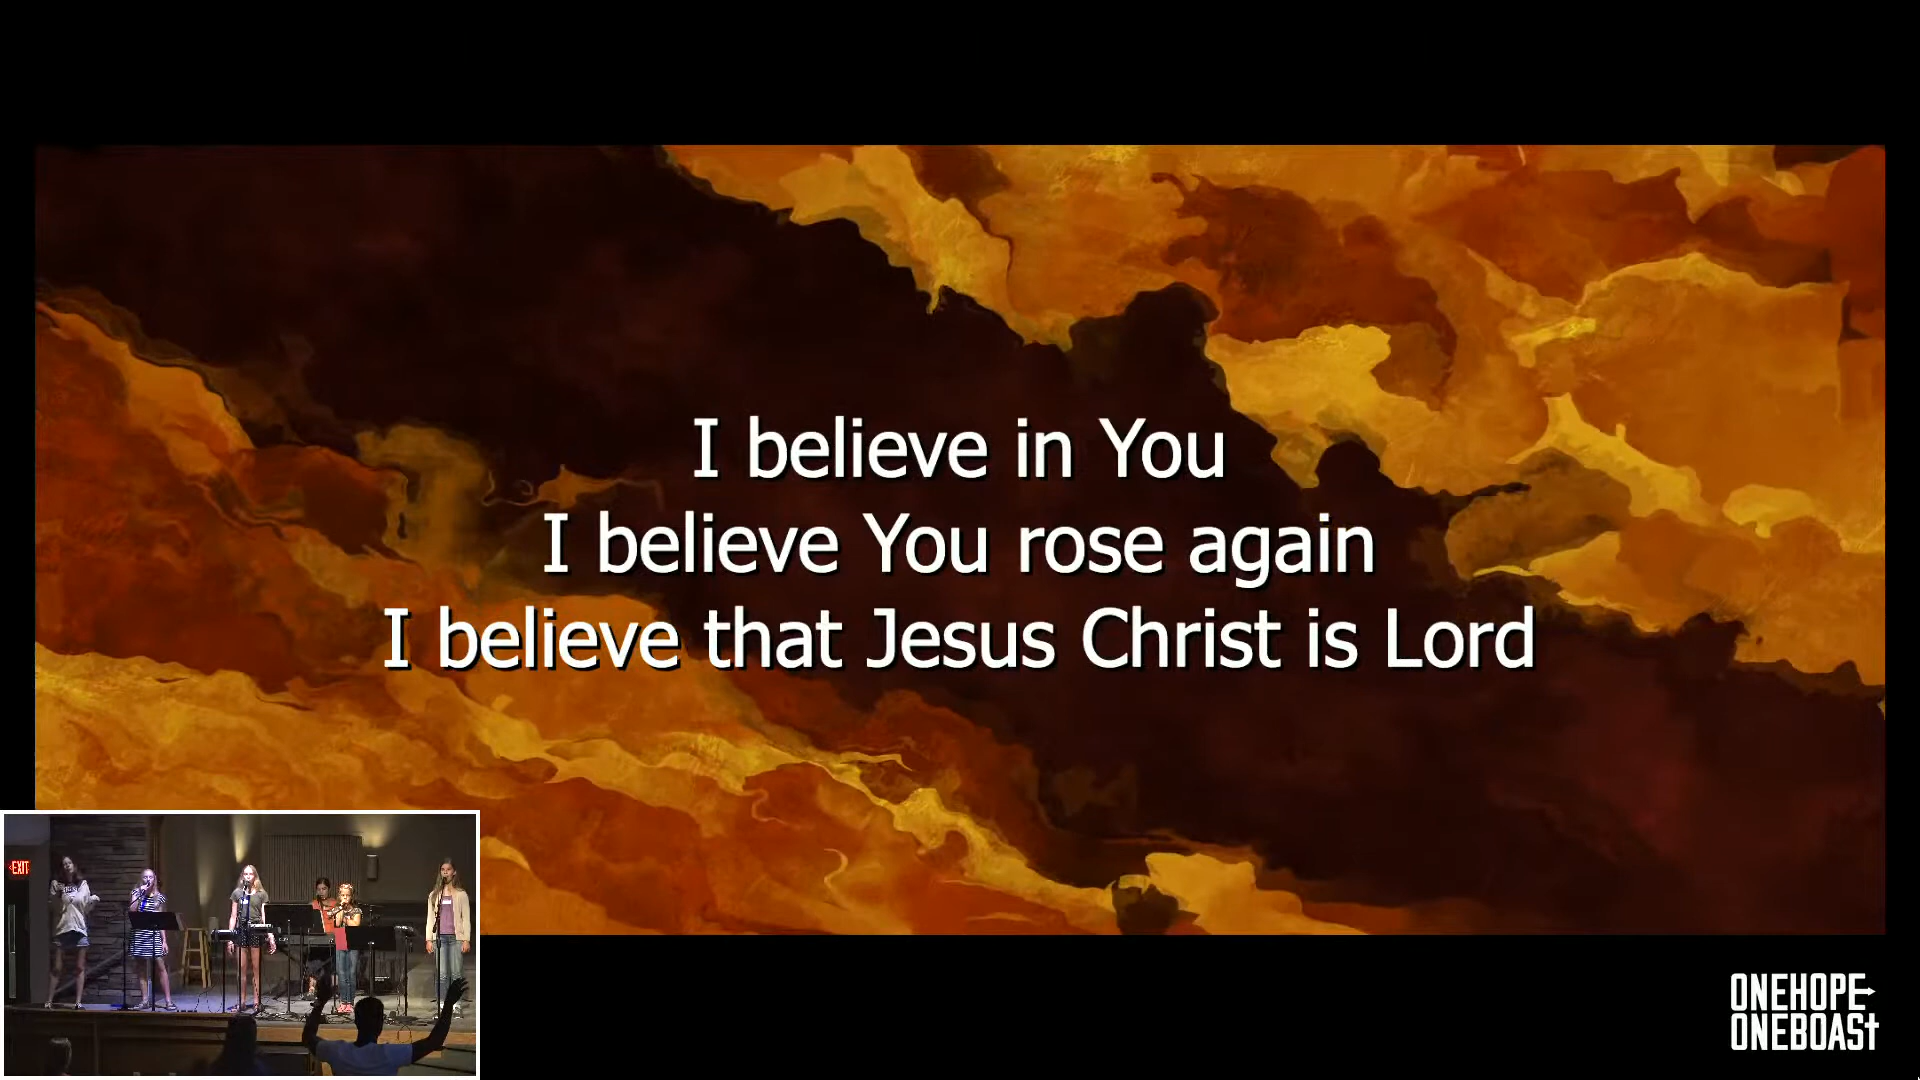 I believe in You
I believe You rose again
I believe that Jesus Christ is Lord
EXIT
ONEHOPE
ONEBOAST